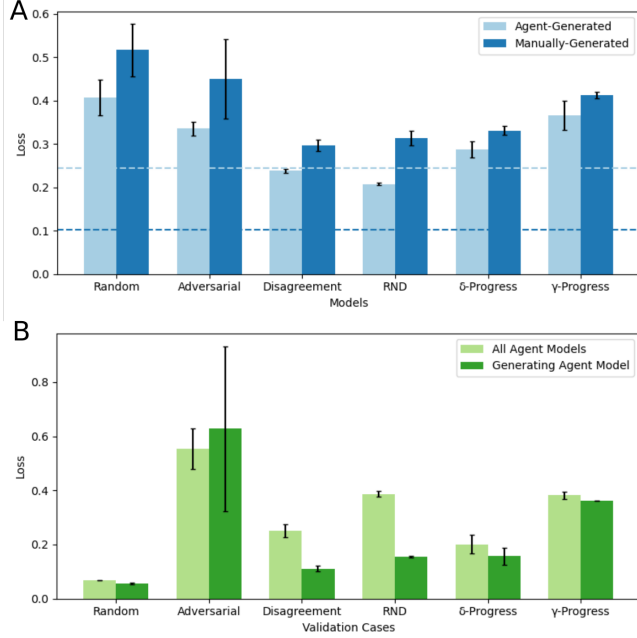 A
0.6
0.5
0.4
0.3
0.2
0.1
0.0
Loss
Agent-Generated
Manually-Generated
Random Adversarial Disagreement RND δ-Progress γ-Progress
Models
B
0.8
0.6
0.4
0.2
0.0
Loss
All Agent Models
Generating Agent Model
Random Adversarial Disagreement RND δ-Progress γ-Progress
Validation Cases